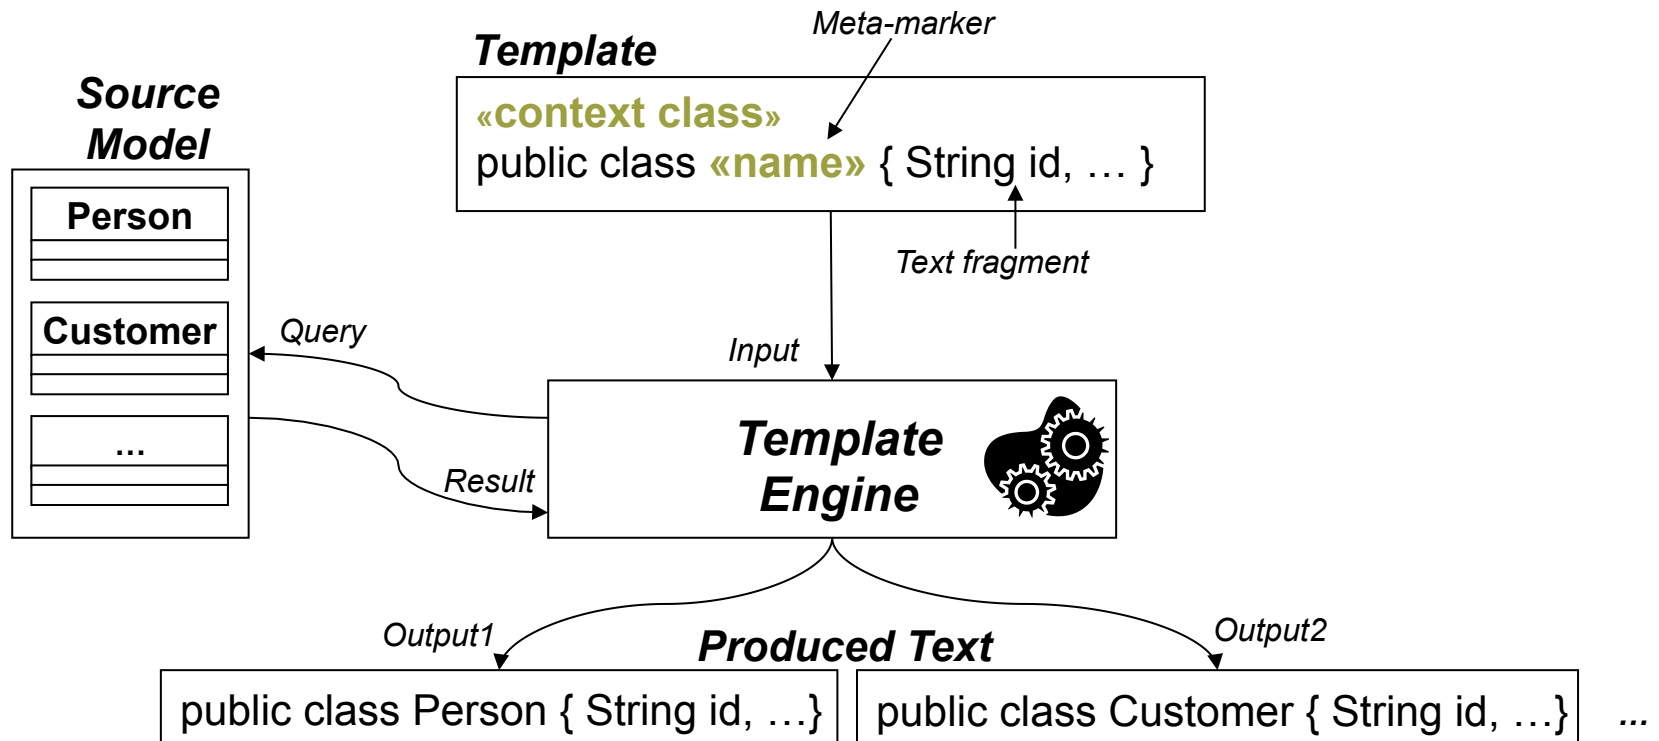 Meta-marker
Template
Source
Model
«context class»
public class «name» { String id, … }
Person
Text fragment
Customer
Query
Input
…
Template
Engine
Result
Output1
Produced Text
Output2
public class Person { String id, …}
public class Customer { String id, …}
...